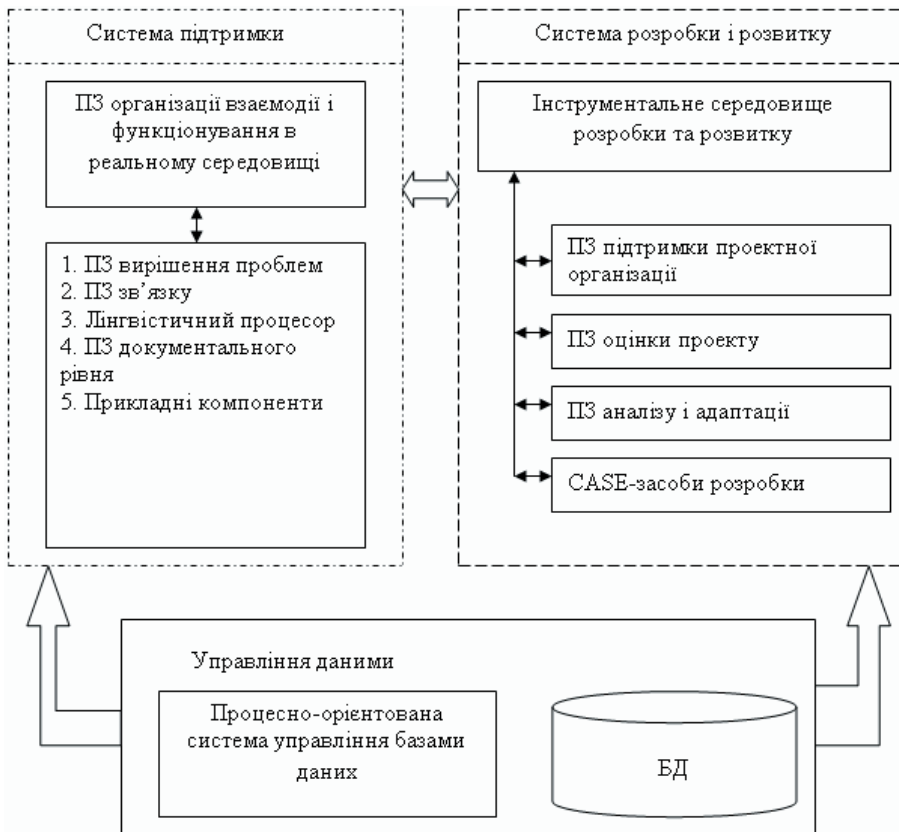 Система підтримки
ПЗ організації взаємодії і
функціонування в
реальному середовищі
1. ПЗ вирішення проблем
2. ПЗ зв’язку
3. Лінгвістичний процесор
4. ПЗ документального
рівня
5. Прикладні компоненти
Система розробки і розвитку
Інструментальне середовище
розробки та розвитку
ПЗ підтримки проектної
організації
ПЗ оцінки проекту
ПЗ аналізу і адаптації
CASE-засоби розробки
Управління даними
Процесно-орієнтована
система управління базами
даних
БД